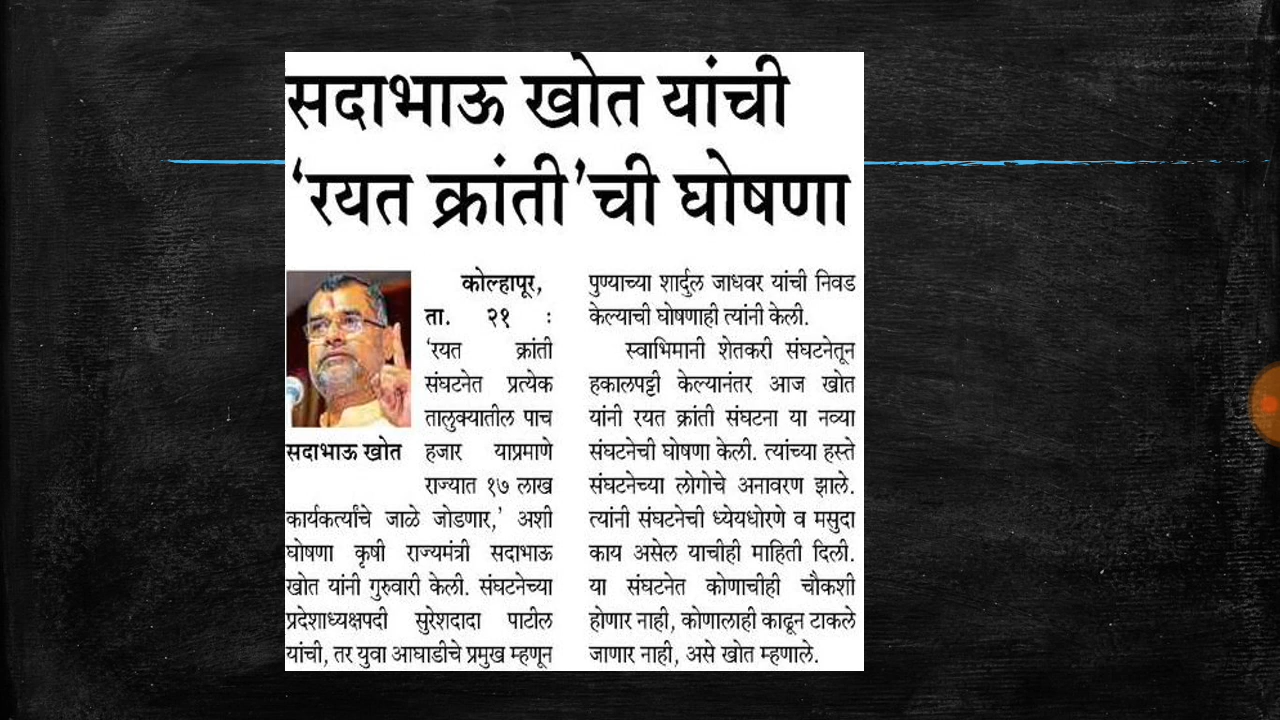 सदाभाऊ खोत यांची
‘रयत क्रांती’ची घोषणा
सदाभाऊ खोत
कोल्हापूर,
ता. २१ :
‘रयत क्रांती
संघटनेत प्रत्येक
तालुक्यातील पाच
हजार याप्रमाणे
राज्यात १७ लाख
कार्यकर्त्यांचे जाळे जोडणार,’ अशी
घोषणा कृषी राज्यमंत्री सदाभाऊ
खोत यांनी गुरुवारी केली. संघटनेच्या
प्रदेशाध्यक्षपदी सुरेशदादा पाटील
यांची, तर युवा आघाडीचे प्रमुख म्हणून
पुण्याच्या शार्दुल जाधवर यांची निवड
केल्याची घोषणाही त्यांनी केली.
स्वाभिमानी शेतकरी संघटनेतून
हकालपट्टी केल्यानंतर आज खोत
यांनी रयत क्रांती संघटना या नव्या
संघटनेची घोषणा केली. त्यांच्या हस्ते
संघटनेच्या लोगोचे अनावरण झाले.
त्यांनी संघटनेची ध्येयधोरणे व मसुदा
काय असेल याचीही माहिती दिली.
या संघटनेत कोणाचीही चौकशी
होणार नाही, कोणालाही काढून टाकले
जाणार नाही, असे खोत म्हणाले.